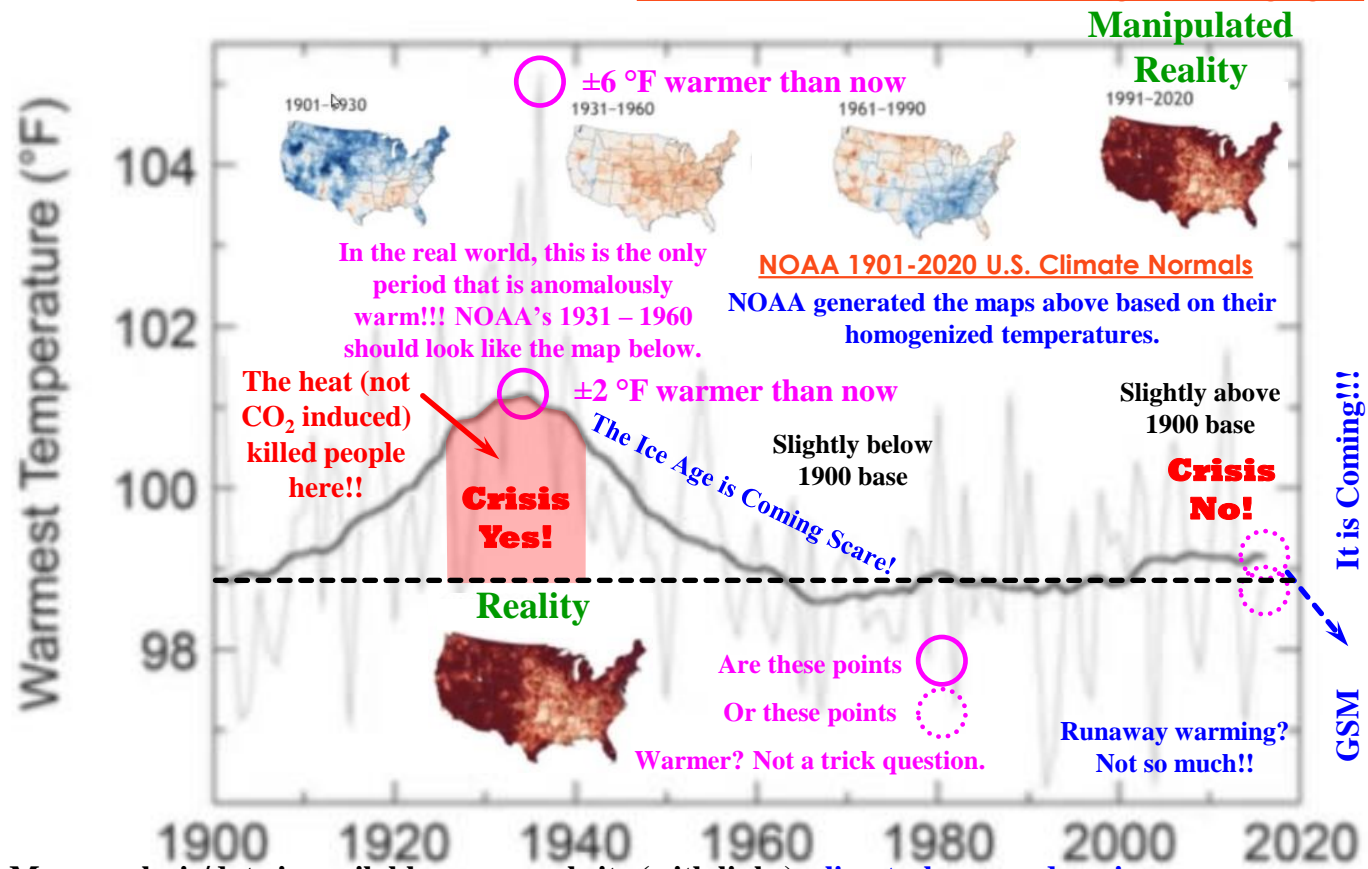 Manipulated
Reality
±6 °F warmer than now
1901–1930
1931–1960
1961–1990
1991–2020
In the real world, this is the only
period that is anomalously
warm!!! NOAA's 1931 – 1960
should look like the map below.
NOAA 1901-2020 U.S. Climate Normals
NOAA generated the maps above based on their
homogenized temperatures.
The heat (not
CO₂ induced)
killed people
here!!
±2 °F warmer than now
The Ice Age is Coming Scare!
Slightly below
1900 base
Slightly above
1900 base
Crisis
Yes!
Crisis
No!
It is Coming!!!
GSM
Reality
Are these points
Or these points
Warmer? Not a trick question.
Runaway warming?
Not so much!!
Warmest Temperature (°F)
104
102
100
98
1900 1920 1940 1960 1980 2000 2020